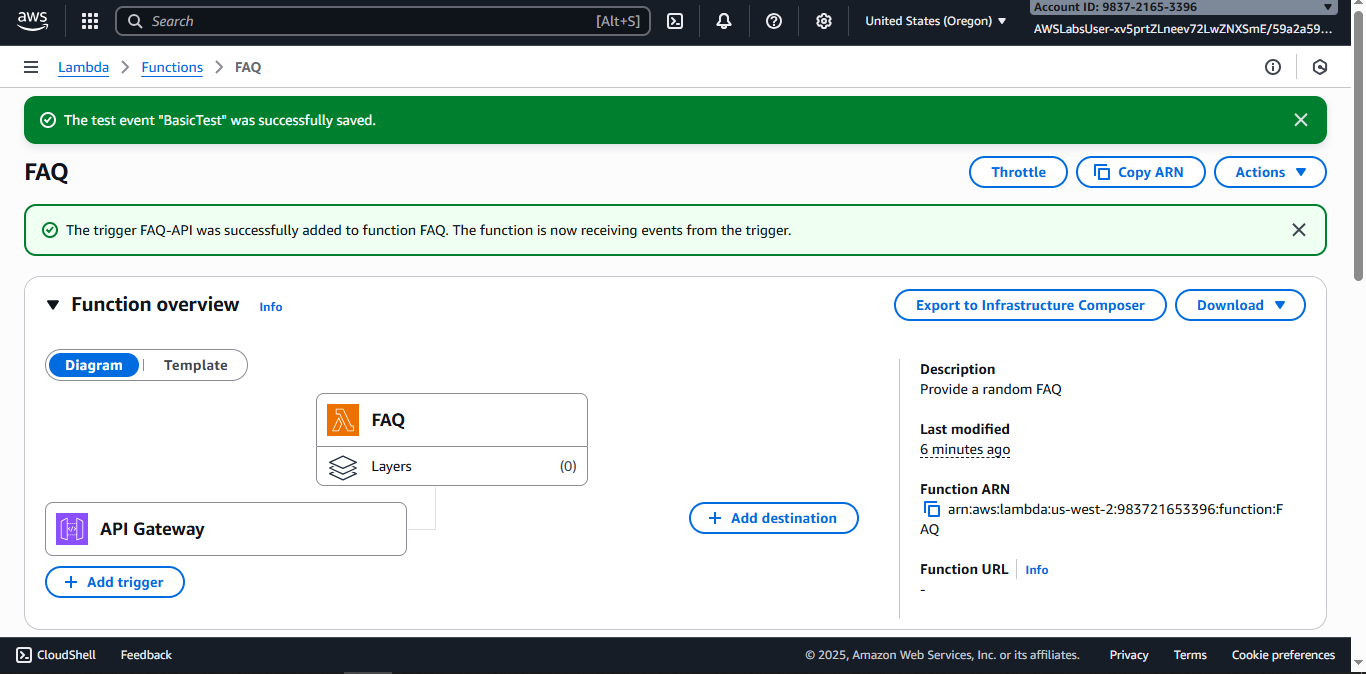 aws
Search [Alt+S]
United States (Oregon)
Account ID: 9837-2165-3396
AWSLabsUser-xv5prtZLneev72LwZNXSmE/59a2a59...
Lambda
Functions
FAQ
The test event "BasicTest" was successfully saved.
FAQ
Throttle
Copy ARN
Actions
The trigger FAQ-API was successfully added to function FAQ. The function is now receiving events from the trigger.
Function overview
Info
Export to Infrastructure Composer
Download
Diagram
Template
FAQ
Layers
(0)
API Gateway
Add trigger
Add destination
Description
Provide a random FAQ
Last modified
6 minutes ago
Function ARN
arn:aws:lambda:us-west-2:983721653396:function:F
AQ
Function URL
Info
-
CloudShell
Feedback
© 2025, Amazon Web Services, Inc. or its affiliates.
Privacy
Terms
Cookie preferences